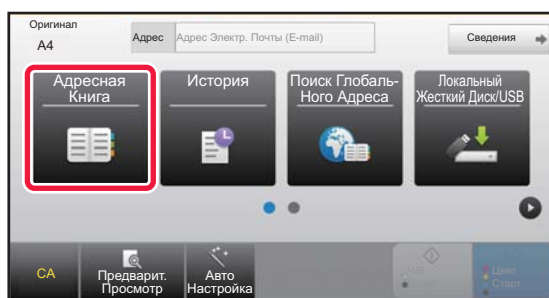 Оригинал
A4
Адрес
Адрес Электр. Почты (E-mail)
Сведения
Адресная
Книга
История
Поиск Глобаль-
Ного Адреса
Локальный
Жесткий Диск/USB
CA
Предварит.
Просмотр
Авто
Настройка
Ч/Б
Старт
Цвет
Старт